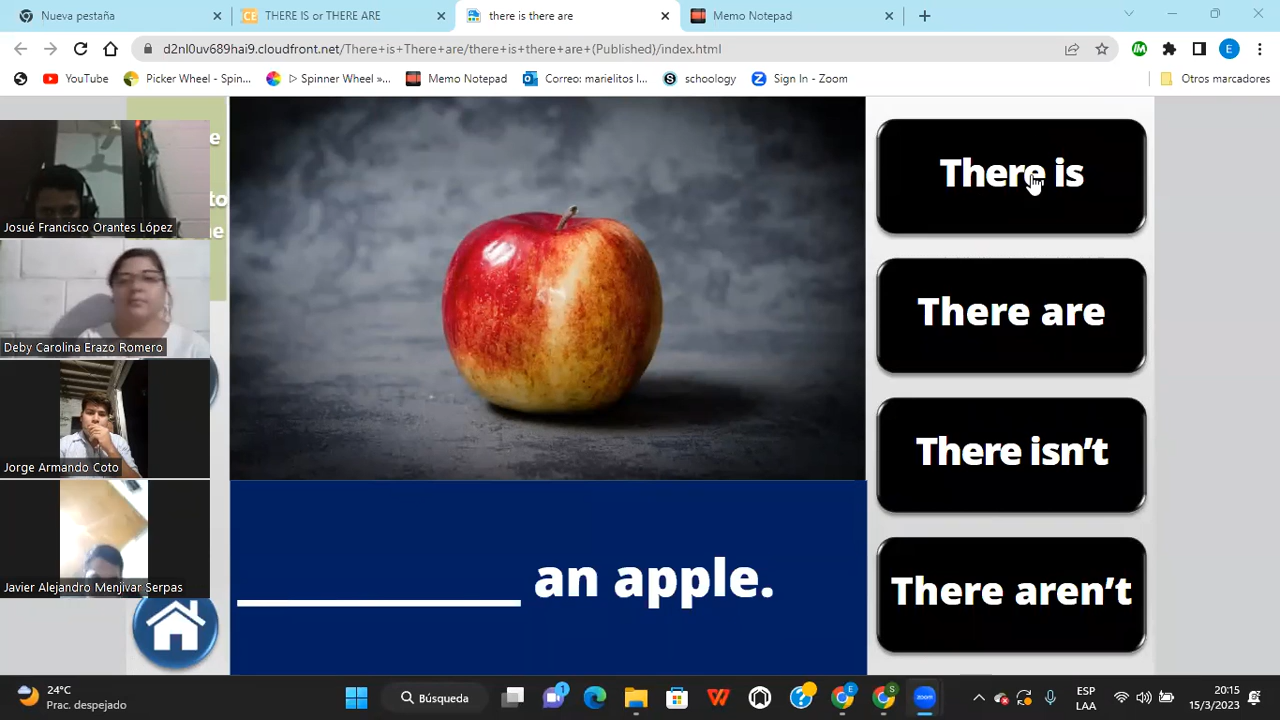 Nueva pestaña
THERE IS or THERE ARE
there is there are
Memo Notepad
d2nl0uv689hai9.cloudfront.net/There+is+There+are/there+is+there+are+(Published)/index.html
YouTube
Picker Wheel - Spin...
Spinner Wheel »...
Memo Notepad
Correo: marielitos l...
schoology
Sign In - Zoom
Otros marcadores
e
to
e
Josué Francisco Orantes López
Deby Carolina Erazo Romero
Jorge Armando Coto
Javier Alejandro Menjivar Serpas
There is
There are
There isn't
There aren't
____________ an apple.
24°C
Prac. despejado
Búsqueda
ESP
LAA
20:15
15/3/2023